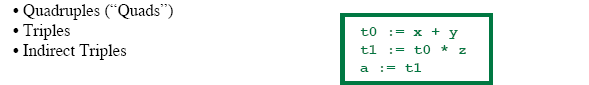 • Quadruples (“Quads”)
• Triples
• Indirect Triples
t0 := x + y
t1 := t0 * z
a := t1